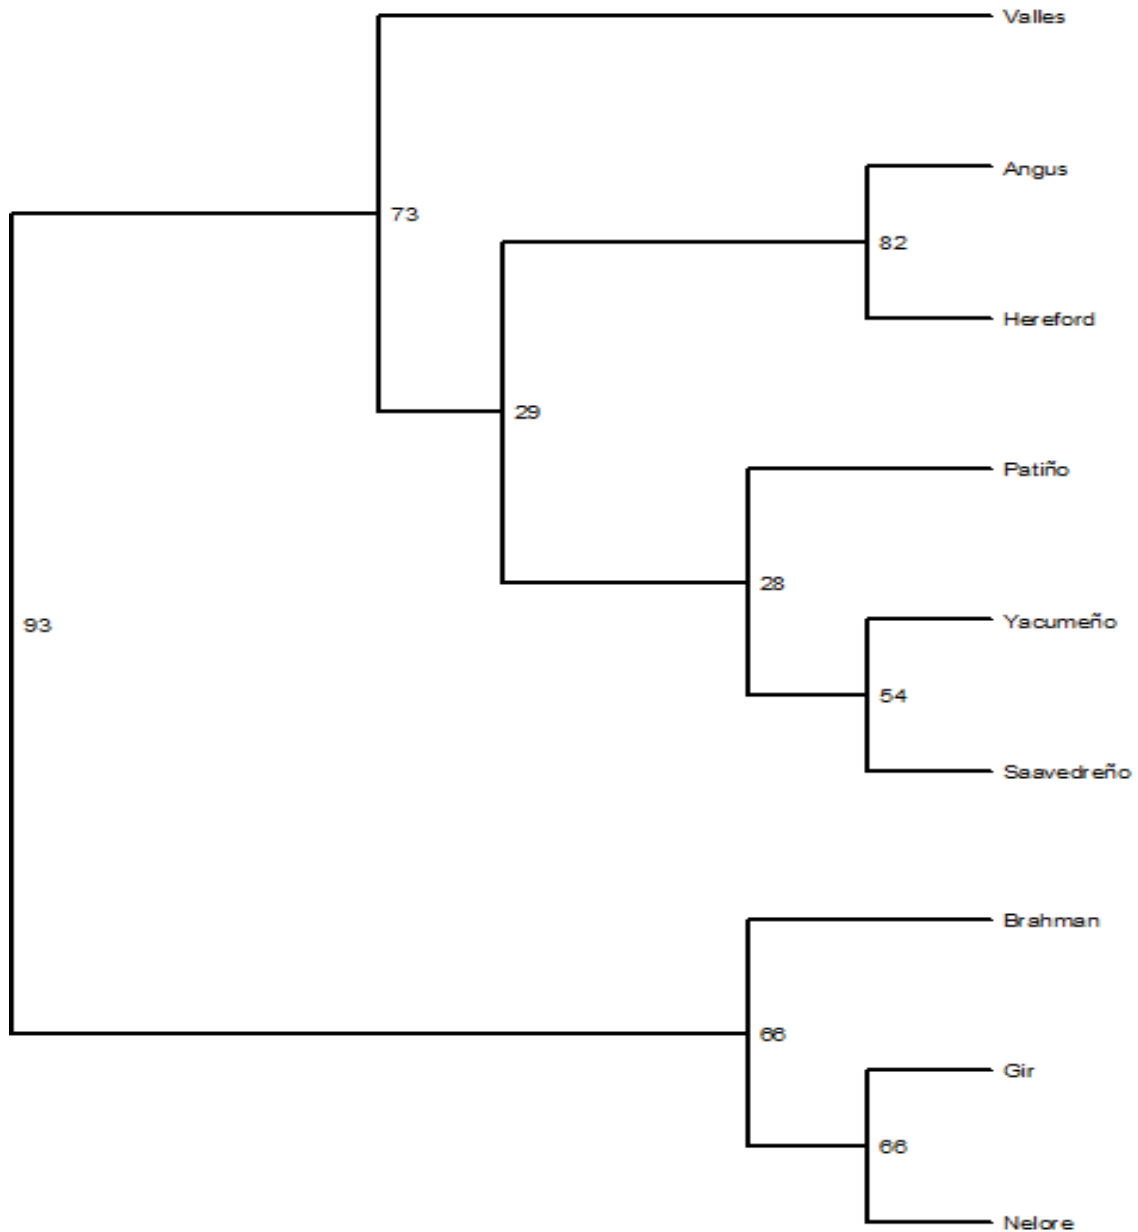 Valles
Angus
73
82
Hereford
29
Patiño
28
Yacumeño
93
54
Saavedreño
Brahman
66
Gir
66
Nelore